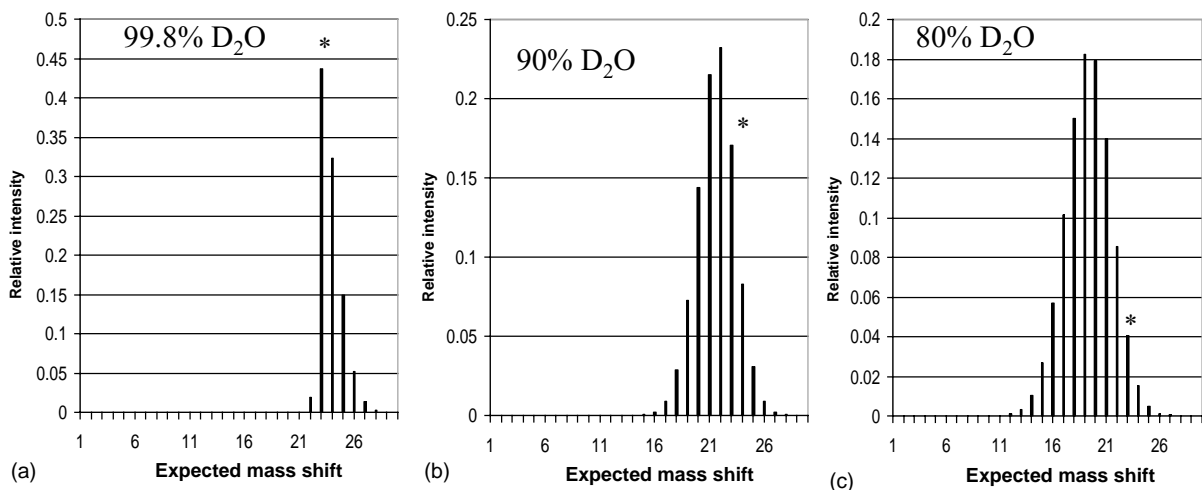 99.8% D₂O
*
Relative intensity
0.5
0.45
0.4
0.35
0.3
0.25
0.2
0.15
0.1
0.05
0
1 6 11 16 21 26
Expected mass shift
(a)
90% D₂O
*
Relative intensity
0.25
0.2
0.15
0.1
0.05
0
1 6 11 16 21 26
Expected mass shift
(b)
80% D₂O
*
Relative intensity
0.2
0.18
0.16
0.14
0.12
0.1
0.08
0.06
0.04
0.02
0
1 6 11 16 21 26
Expected mass shift
(c)